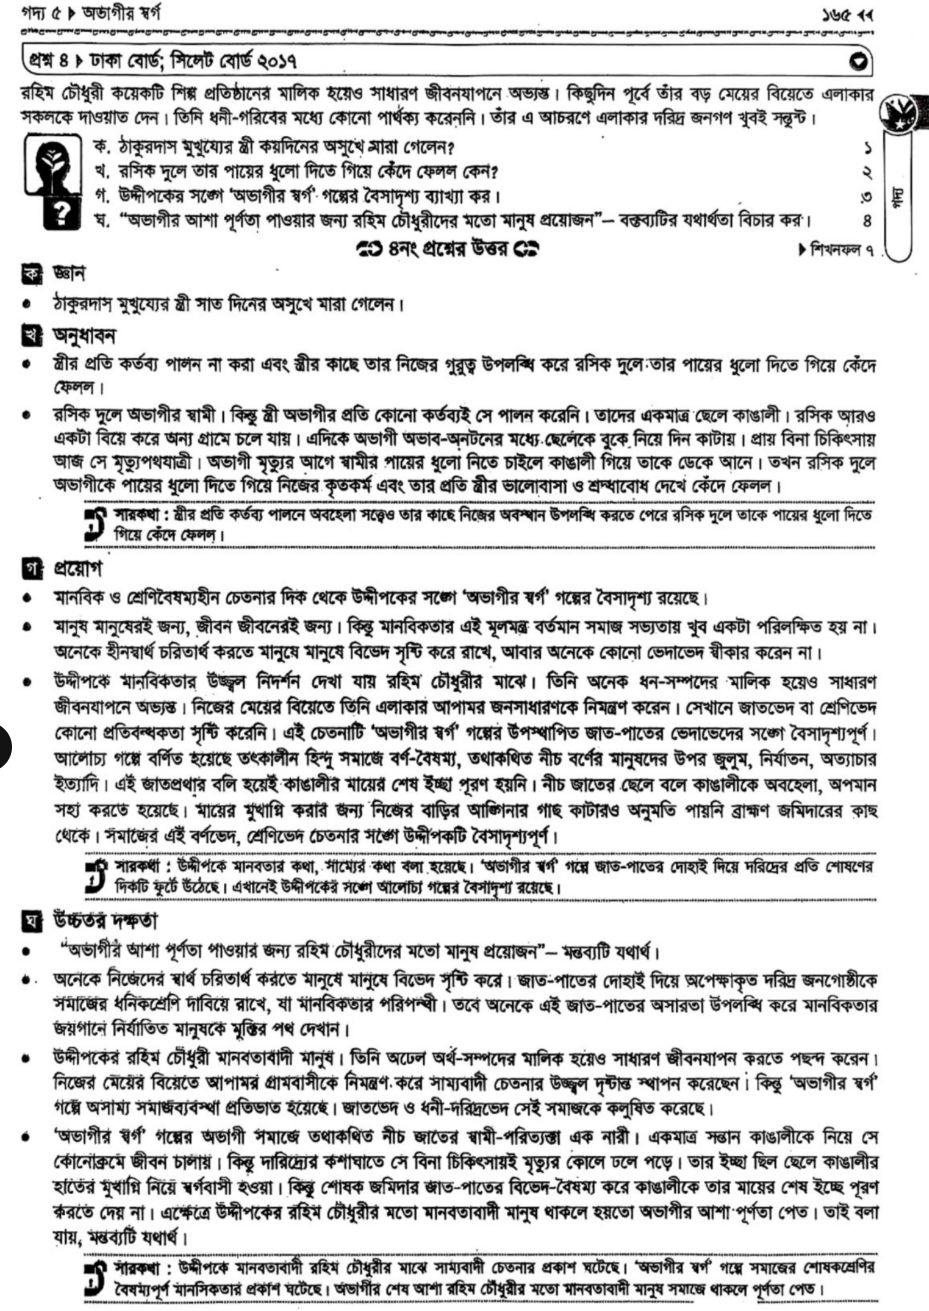 গদ্য ৫ ▶ অভাগীর স্বর্গ ১৬৫ ◀◀
প্রশ্ন ৪ ▶ ঢাকা বোর্ড; সিলেট বোর্ড ২০১৭
রহিম চৌধুরী কয়েকটি শিল্প প্রতিষ্ঠানের মালিক হয়েও সাধারণ জীবনযাপনে অভ্যস্ত। কিছুদিন পূর্বে তাঁর বড় মেয়ের বিয়েতে এলাকার
সকলকে দাওয়াত দেন। তিনি ধনী-গরিবের মধ্যে কোনো পার্থক্য করেননি। তাঁর এ আচরণে এলাকার দরিদ্র জনগণ খুবই সন্তুষ্ট।
ক. ঠাকুরদাস মুখুয্যের স্ত্রী কয়দিনের অসুখে মারা গেলেন? ১
খ. রসিক দুলে তার পায়ের ধুলো দিতে গিয়ে কেঁদে ফেলল কেন? ২
গ. উদ্দীপকের সঙ্গে ‘অভাগীর স্বর্গ’ গল্পের বৈসাদৃশ্য ব্যাখ্যা কর। ৩
ঘ. “অভাগীর আশা পূর্ণতা পাওয়ার জন্য রহিম চৌধুরীদের মতো মানুষ প্রয়োজন”— বক্তব্যটির যথার্থতা বিচার কর। ৪
গদ্য
৪নং প্রশ্নের উত্তর ▶ শিখনফল ৭
ক জ্ঞান
• ঠাকুরদাস মুখুয্যের স্ত্রী সাত দিনের অসুখে মারা গেলেন।
খ অনুধাবন
• স্ত্রীর প্রতি কর্তব্য পালন না করা এবং স্ত্রীর কাছে তার নিজের গুরুত্ব উপলব্ধি করে রসিক দুলে তার পায়ের ধুলো দিতে গিয়ে কেঁদে
ফেলল।
• রসিক দুলে অভাগীর স্বামী। কিন্তু স্ত্রী অভাগীর প্রতি কোনো কর্তব্যই সে পালন করেনি। তাদের একমাত্র ছেলে কাঙালী। রসিক আরও
একটা বিয়ে করে অন্য গ্রামে চলে যায়। এদিকে অভাগী অভাব-অনটনের মধ্যে ছেলেকে বুকে নিয়ে দিন কাটায়। প্রায় বিনা চিকিৎসায়
আজ সে মৃত্যুপথযাত্রী। অভাগী মৃত্যুর আগে স্বামীর পায়ের ধুলো নিতে চাইলে কাঙালী গিয়ে তাকে ডেকে আনে। তখন রসিক দুলে
অভাগীকে পায়ের ধুলো দিতে গিয়ে নিজের কৃতকর্ম এবং তার প্রতি স্ত্রীর ভালোবাসা ও শ্রদ্ধাবোধ দেখে কেঁদে ফেলল।
সারকথা : স্ত্রীর প্রতি কর্তব্য পালনে অবহেলা সত্ত্বেও তার কাছে নিজের অবস্থান উপলব্ধি করতে পেরে রসিক দুলে তাকে পায়ের ধুলো দিতে
গিয়ে কেঁদে ফেলল।
গ প্রয়োগ
• মানবিক ও শ্রেণিবৈষম্যহীন চেতনার দিক থেকে উদ্দীপকের সঙ্গে ‘অভাগীর স্বর্গ’ গল্পের বৈসাদৃশ্য রয়েছে।
• মানুষ মানুষেরই জন্য, জীবন জীবনেরই জন্য। কিন্তু মানবিকতার এই মূলমন্ত্র বর্তমান সমাজ সভ্যতায় খুব একটা পরিলক্ষিত হয় না।
অনেকে হীনস্বার্থ চরিতার্থ করতে মানুষে মানুষে বিভেদ সৃষ্টি করে রাখে, আবার অনেকে কোনো ভেদাভেদ স্বীকার করেন না।
• উদ্দীপকে মানবিকতার উজ্জ্বল নিদর্শন দেখা যায় রহিম চৌধুরীর মাঝে। তিনি অনেক ধন-সম্পদের মালিক হয়েও সাধারণ
জীবনযাপনে অভ্যস্ত। নিজের মেয়ের বিয়েতে তিনি এলাকার আপামর জনসাধারণকে নিমন্ত্রণ করেন। সেখানে জাতভেদ বা শ্রেণিভেদ
কোনো প্রতিবন্ধকতা সৃষ্টি করেনি। এই চেতনাটি ‘অভাগীর স্বর্গ’ গল্পের উপস্থাপিত জাত-পাতের ভেদাভেদের সঙ্গে বৈসাদৃশ্যপূর্ণ।
আলোচ্য গল্পে বর্ণিত হয়েছে তৎকালীন হিন্দু সমাজে বর্ণ-বৈষম্য, তথাকথিত নীচ বর্ণের মানুষদের উপর জুলুম, নির্যাতন, অত্যাচার
ইত্যাদি। এই জাতপ্রথার বলি হয়েই কাঙালীর মায়ের শেষ ইচ্ছা পূরণ হয়নি। নীচ জাতের ছেলে বলে কাঙালীকে অবহেলা, অপমান
সহ্য করতে হয়েছে। মায়ের মুখাগ্নি করার জন্য নিজের বাড়ির আঙ্গিনার গাছ কাটারও অনুমতি পায়নি ব্রাহ্মণ জমিদারের কাছ
থেকে। সমাজের এই বর্ণভেদ, শ্রেণিভেদ চেতনার সঙ্গে উদ্দীপকটি বৈসাদৃশ্যপূর্ণ।
সারকথা : উদ্দীপকে মানবতার কথা, সাম্যের কথা বলা হয়েছে। ‘অভাগীর স্বর্গ’ গল্পে জাত-পাতের দোহাই দিয়ে দরিদ্রের প্রতি শোষণের
দিকটি ফুটে উঠেছে। এখানেই উদ্দীপকের সঙ্গে আলোচ্য গল্পের বৈসাদৃশ্য রয়েছে।
ঘ উচ্চতর দক্ষতা
• “অভাগীর আশা পূর্ণতা পাওয়ার জন্য রহিম চৌধুরীদের মতো মানুষ প্রয়োজন”— মন্তব্যটি যথার্থ।
• অনেকে নিজেদের স্বার্থ চরিতার্থ করতে মানুষে মানুষে বিভেদ সৃষ্টি করে। জাত-পাতের দোহাই দিয়ে অপেক্ষাকৃত দরিদ্র জনগোষ্ঠীকে
সমাজের ধনিকশ্রেণি দাবিয়ে রাখে, যা মানবিকতার পরিপন্থী। তবে অনেকে এই জাত-পাতের অসারতা উপলব্ধি করে মানবিকতার
জয়গানে নির্যাতিত মানুষকে মুক্তির পথ দেখান।
• উদ্দীপকের রহিম চৌধুরী মানবতাবাদী মানুষ। তিনি অঢেল অর্থ-সম্পদের মালিক হয়েও সাধারণ জীবনযাপন করতে পছন্দ করেন।
নিজের মেয়ের বিয়েতে আপামর গ্রামবাসীকে নিমন্ত্রণ করে সাম্যবাদী চেতনার উজ্জ্বল দৃষ্টান্ত স্থাপন করেছেন। কিন্তু ‘অভাগীর স্বর্গ’
গল্পে অসাম্য সমাজব্যবস্থা প্রতিভাত হয়েছে। জাতভেদ ও ধনী-দরিদ্রভেদ সেই সমাজকে কলুষিত করেছে।
• ‘অভাগীর স্বর্গ’ গল্পের অভাগী সমাজে তথাকথিত নীচ জাতের স্বামী-পরিত্যক্তা এক নারী। একমাত্র সন্তান কাঙালীকে নিয়ে সে
কোনোক্রমে জীবন চালায়। কিন্তু দারিদ্র্যের কশাঘাতে সে বিনা চিকিৎসায়ই মৃত্যুর কোলে ঢলে পড়ে। তার ইচ্ছা ছিল ছেলে কাঙালীর
হাতের মুখাগ্নি নিয়ে স্বর্গবাসী হওয়া। কিন্তু শোষক জমিদার জাত-পাতের বিভেদ-বৈষম্য করে কাঙালীকে তার মায়ের শেষ ইচ্ছে পূরণ
করতে দেয় না। এক্ষেত্রে উদ্দীপকের রহিম চৌধুরীর মতো মানবতাবাদী মানুষ থাকলে হয়তো অভাগীর আশা পূর্ণতা পেত। তাই বলা
যায়, মন্তব্যটি যথার্থ।
সারকথা : উদ্দীপকে মানবতাবাদী রহিম চৌধুরীর মাঝে সাম্যবাদী চেতনার প্রকাশ ঘটেছে। ‘অভাগীর স্বর্গ’ গল্পে সমাজের শোষকশ্রেণির
বৈষম্যপূর্ণ মানসিকতার প্রকাশ ঘটেছে। অভাগীর শেষ আশা রহিম চৌধুরীর মতো মানবতাবাদী মানুষ সমাজে থাকলে পূর্ণতা পেত।